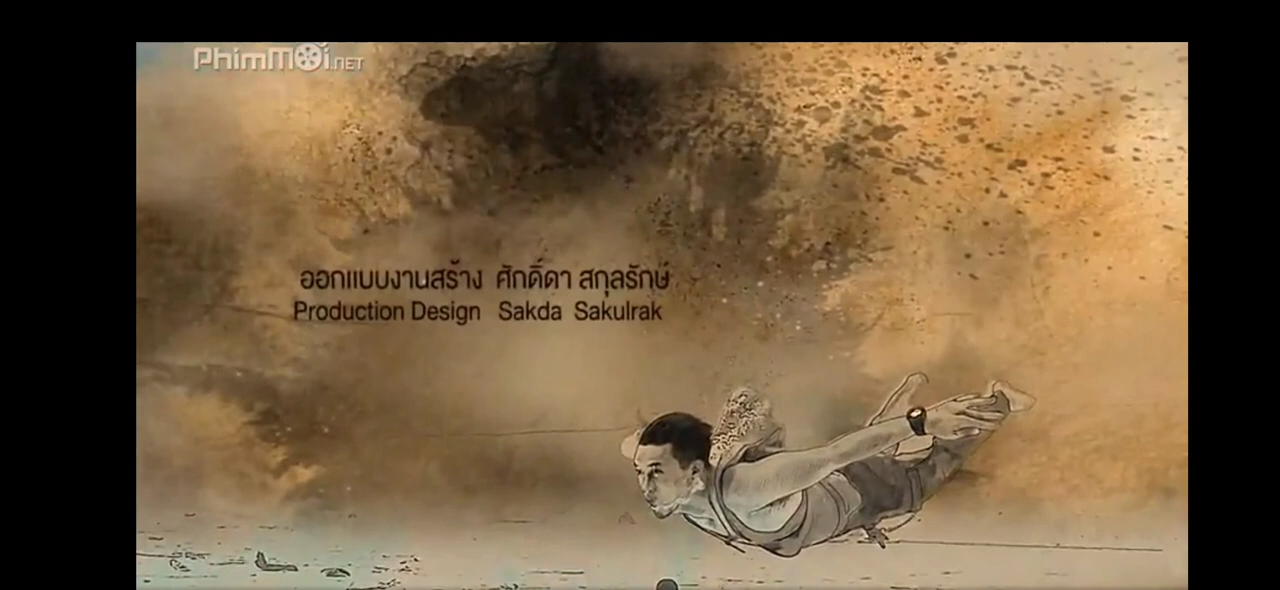 PhimMỗi.NET
ออกแบบงานสร้าง ศักดิ์ดา สกุลรักษ์
Production Design Sakda Sakulrak